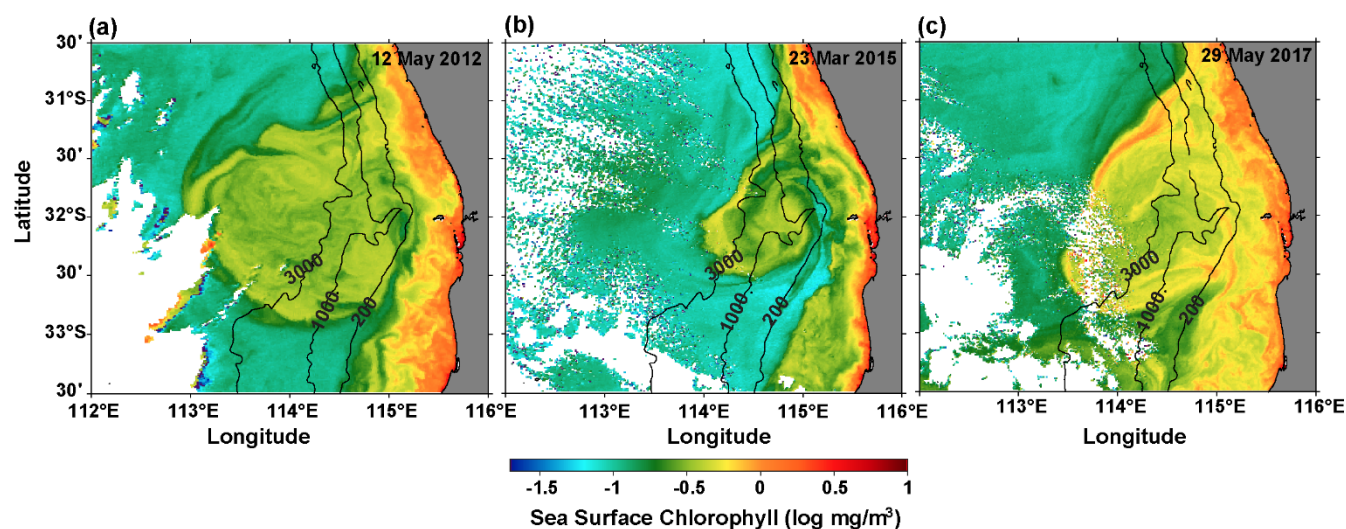 (a)
(b)
(c)
12 May 2012
23 Mar 2015
29 May 2017
30'
31°S
30'
32°S
30'
33°S
30'
Latitude
3000
1000
200
3000
1000
200
3000
1000
200
112°E
113°E
114°E
115°E
116°E
113°E
114°E
115°E
116°E
113°E
114°E
115°E
116°E
Longitude
Longitude
Longitude
-1.5
-1
-0.5
0
0.5
1
Sea Surface Chlorophyll (log mg/m³)